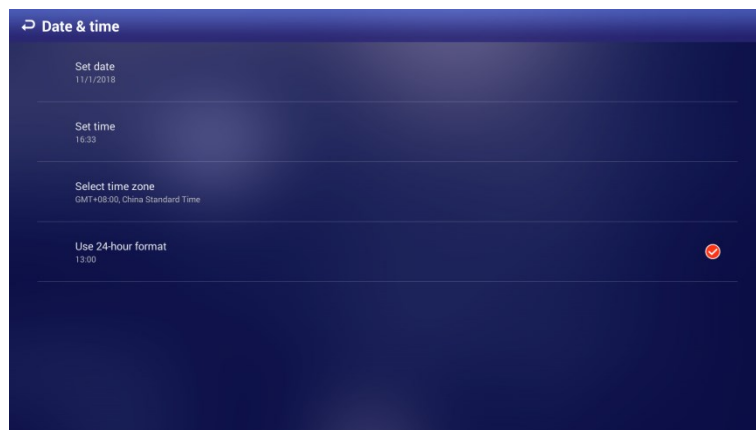 Date & time
Set date
11/1/2018
Set time
16:33
Select time zone
GMT+08:00, China Standard Time
Use 24-hour format
13:00